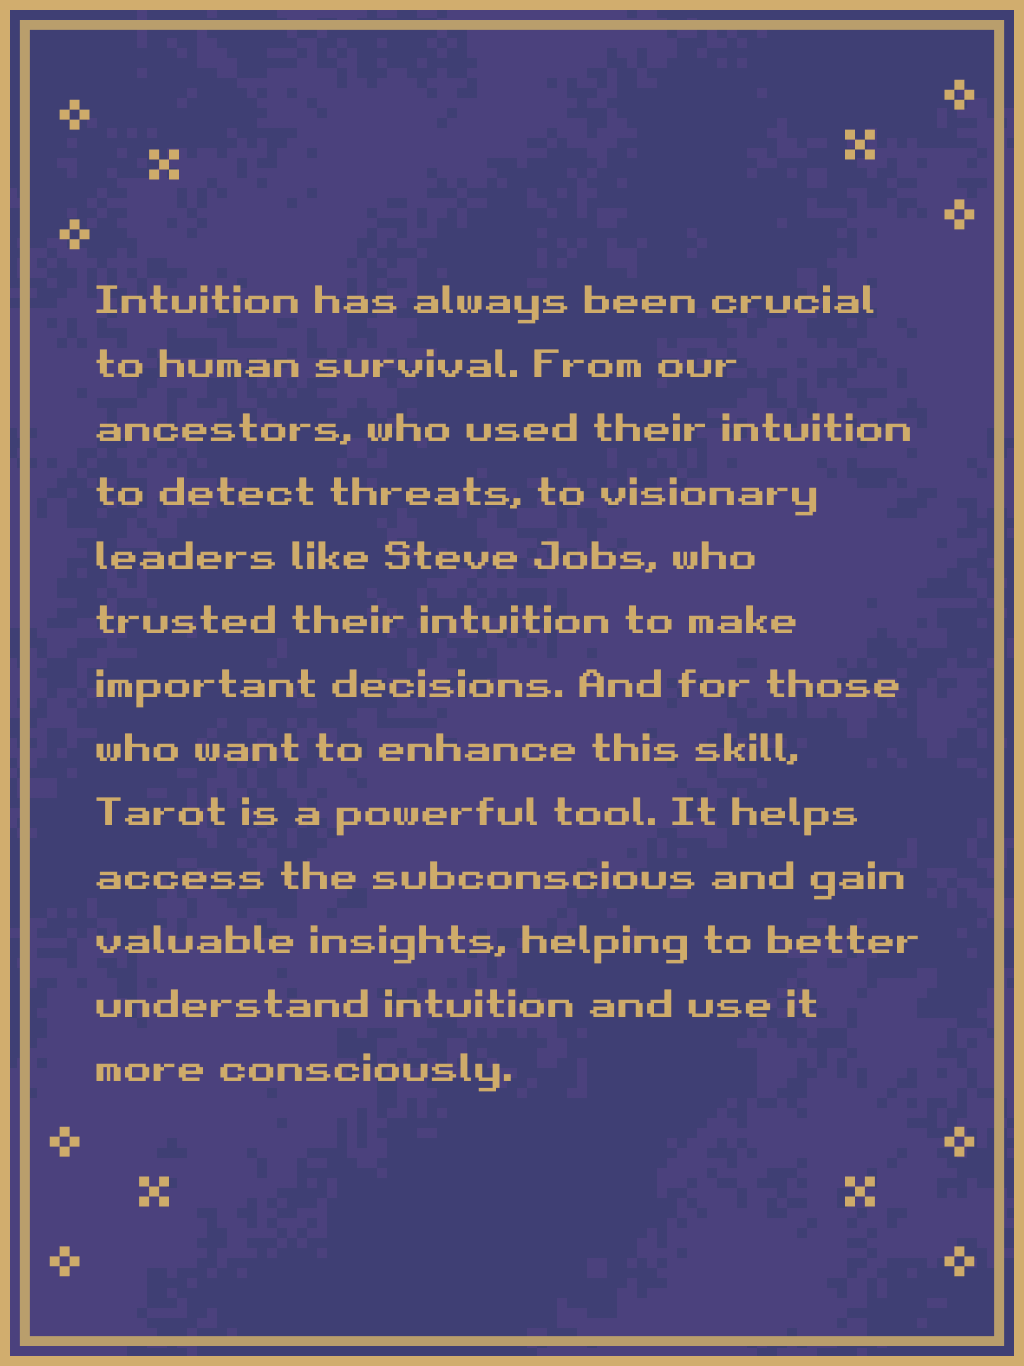 Intuition has always been crucial
to human survival. From our
ancestors, who used their intuition
to detect threats, to visionary
leaders like Steve Jobs, who
trusted their intuition to make
important decisions. And for those
who want to enhance this skill,
Tarot is a powerful tool. It helps
access the subconscious and gain
valuable insights, helping to better
understand intuition and use it
more consciously.